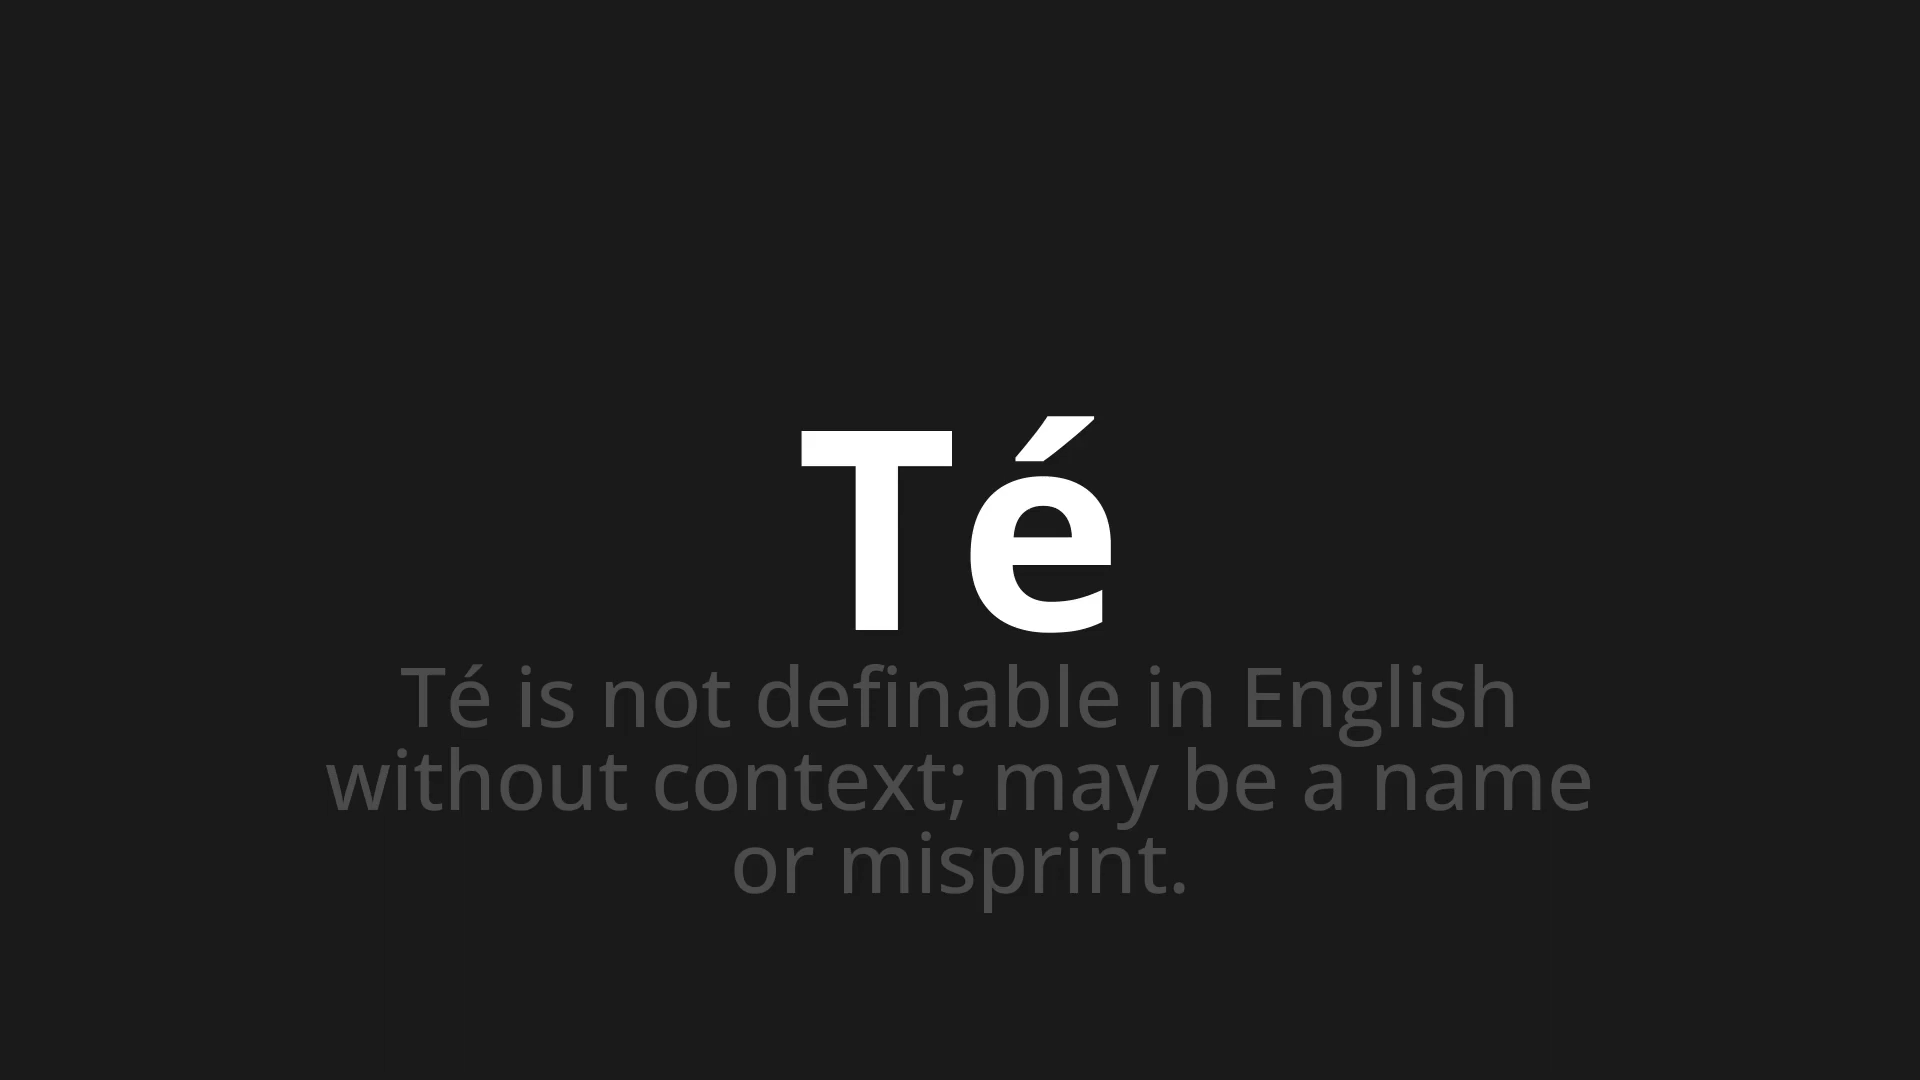 Té
Té is not definable in English
without context; may be a name
or misprint.